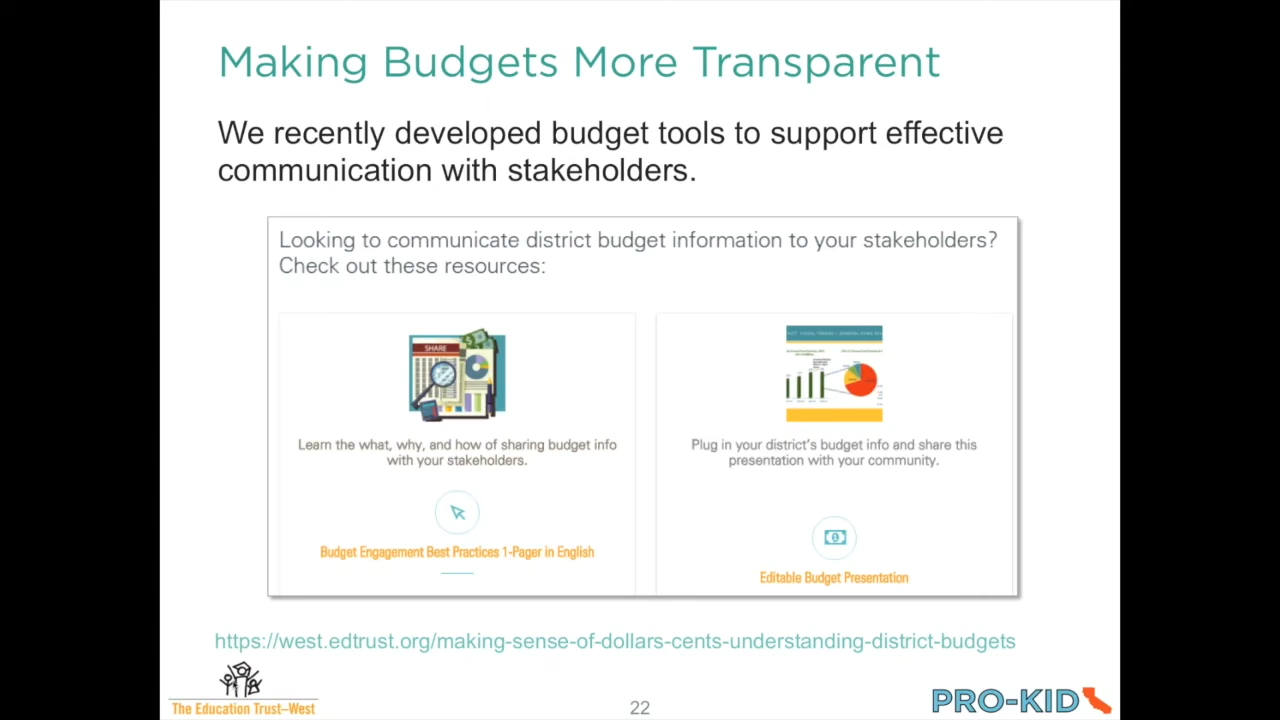 Making Budgets More Transparent
We recently developed budget tools to support effective
communication with stakeholders.
Looking to communicate district budget information to your stakeholders?
Check out these resources:
SHARE
Learn the what, why, and how of sharing budget info
with your stakeholders.
Budget Engagement Best Practices 1-Pager in English
Plug in your district's budget info and share this
presentation with your community.
Editable Budget Presentation
https://west.edtrust.org/making-sense-of-dollars-cents-understanding-district-budgets
The Education Trust–West
22
PRO-KID